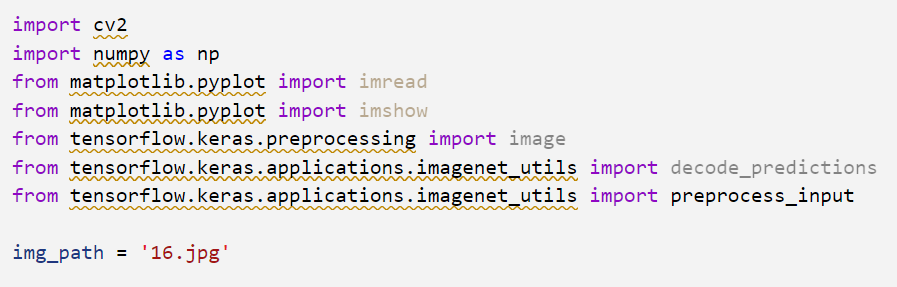 import cv2
import numpy as np
from matplotlib.pyplot import imread
from matplotlib.pyplot import imshow
from tensorflow.keras.preprocessing import image
from tensorflow.keras.applications.imagenet_utils import decode_predictions
from tensorflow.keras.applications.imagenet_utils import preprocess_input
img_path = '16.jpg'